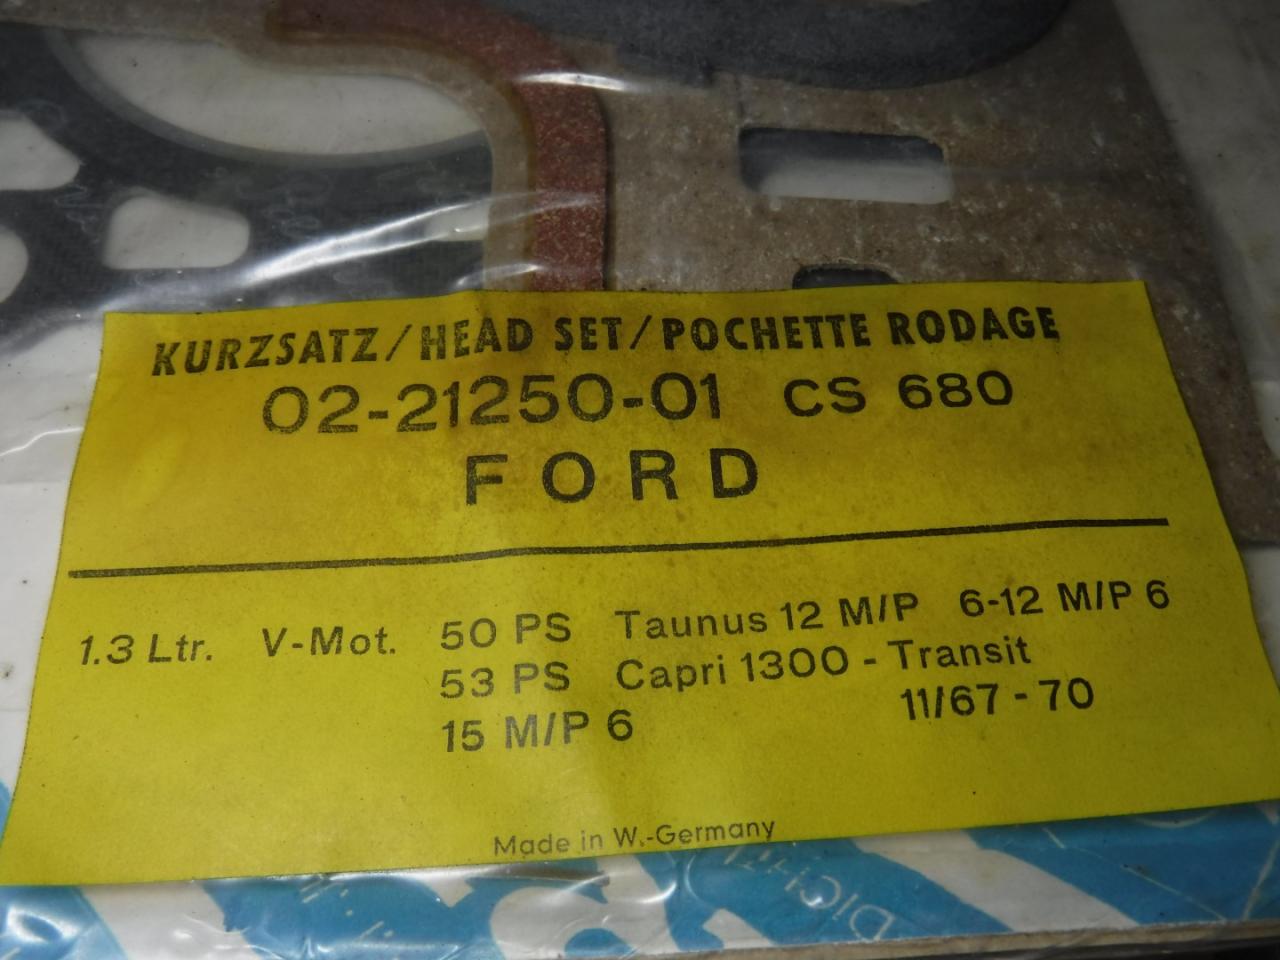 KURZSATZ/HEAD SET/POCHETTE RODAGE
02-21250-01 CS 680
FORD
1.3 Ltr. V-Mot. 50 PS Taunus 12 M/P 6-12 M/P 6
53 PS Capri 1300 - Transit
15 M/P 6 11/67 - 70
Made in W.-Germany